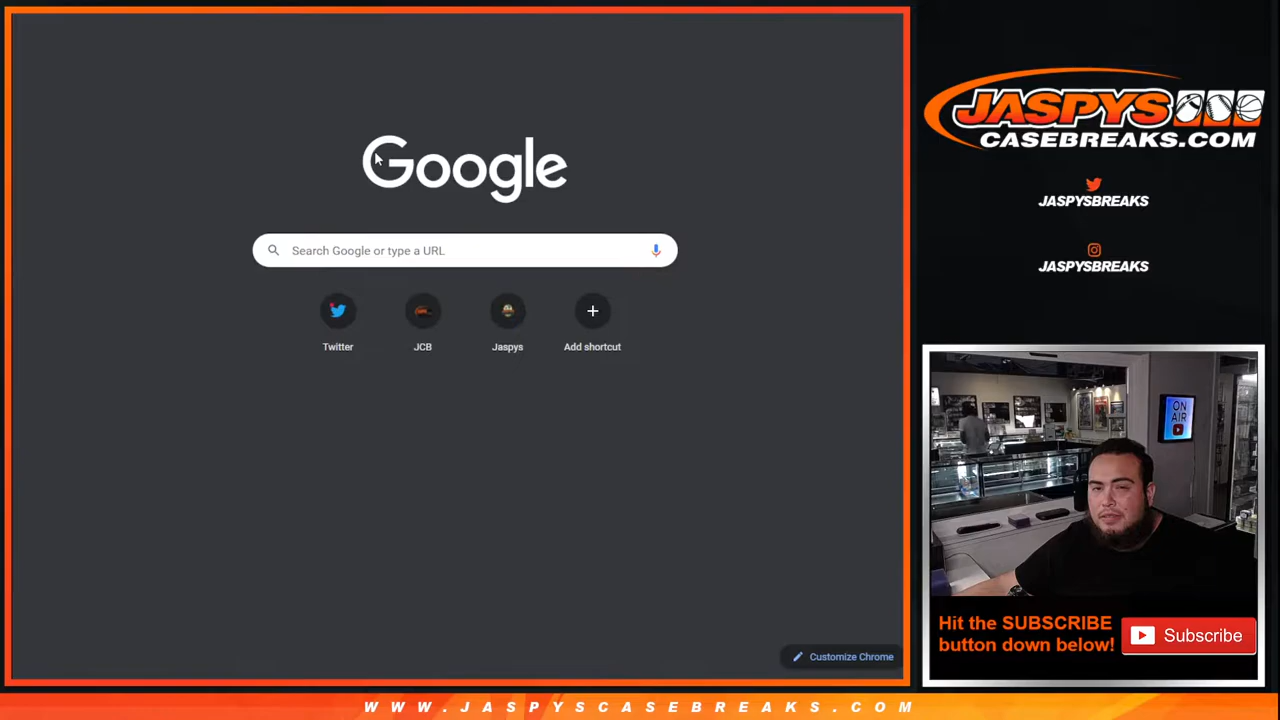 Google
Search Google or type a URL
Twitter
JCB
Jaspys
Add shortcut
Customize Chrome
JASPYS
CASEBREAKS.COM
JASPYSBREAKS
JASPYSBREAKS
ON
AIR
Hit the SUBSCRIBE
button down below!
Subscribe
WWW.JASPYSCASEBREAKS.COM